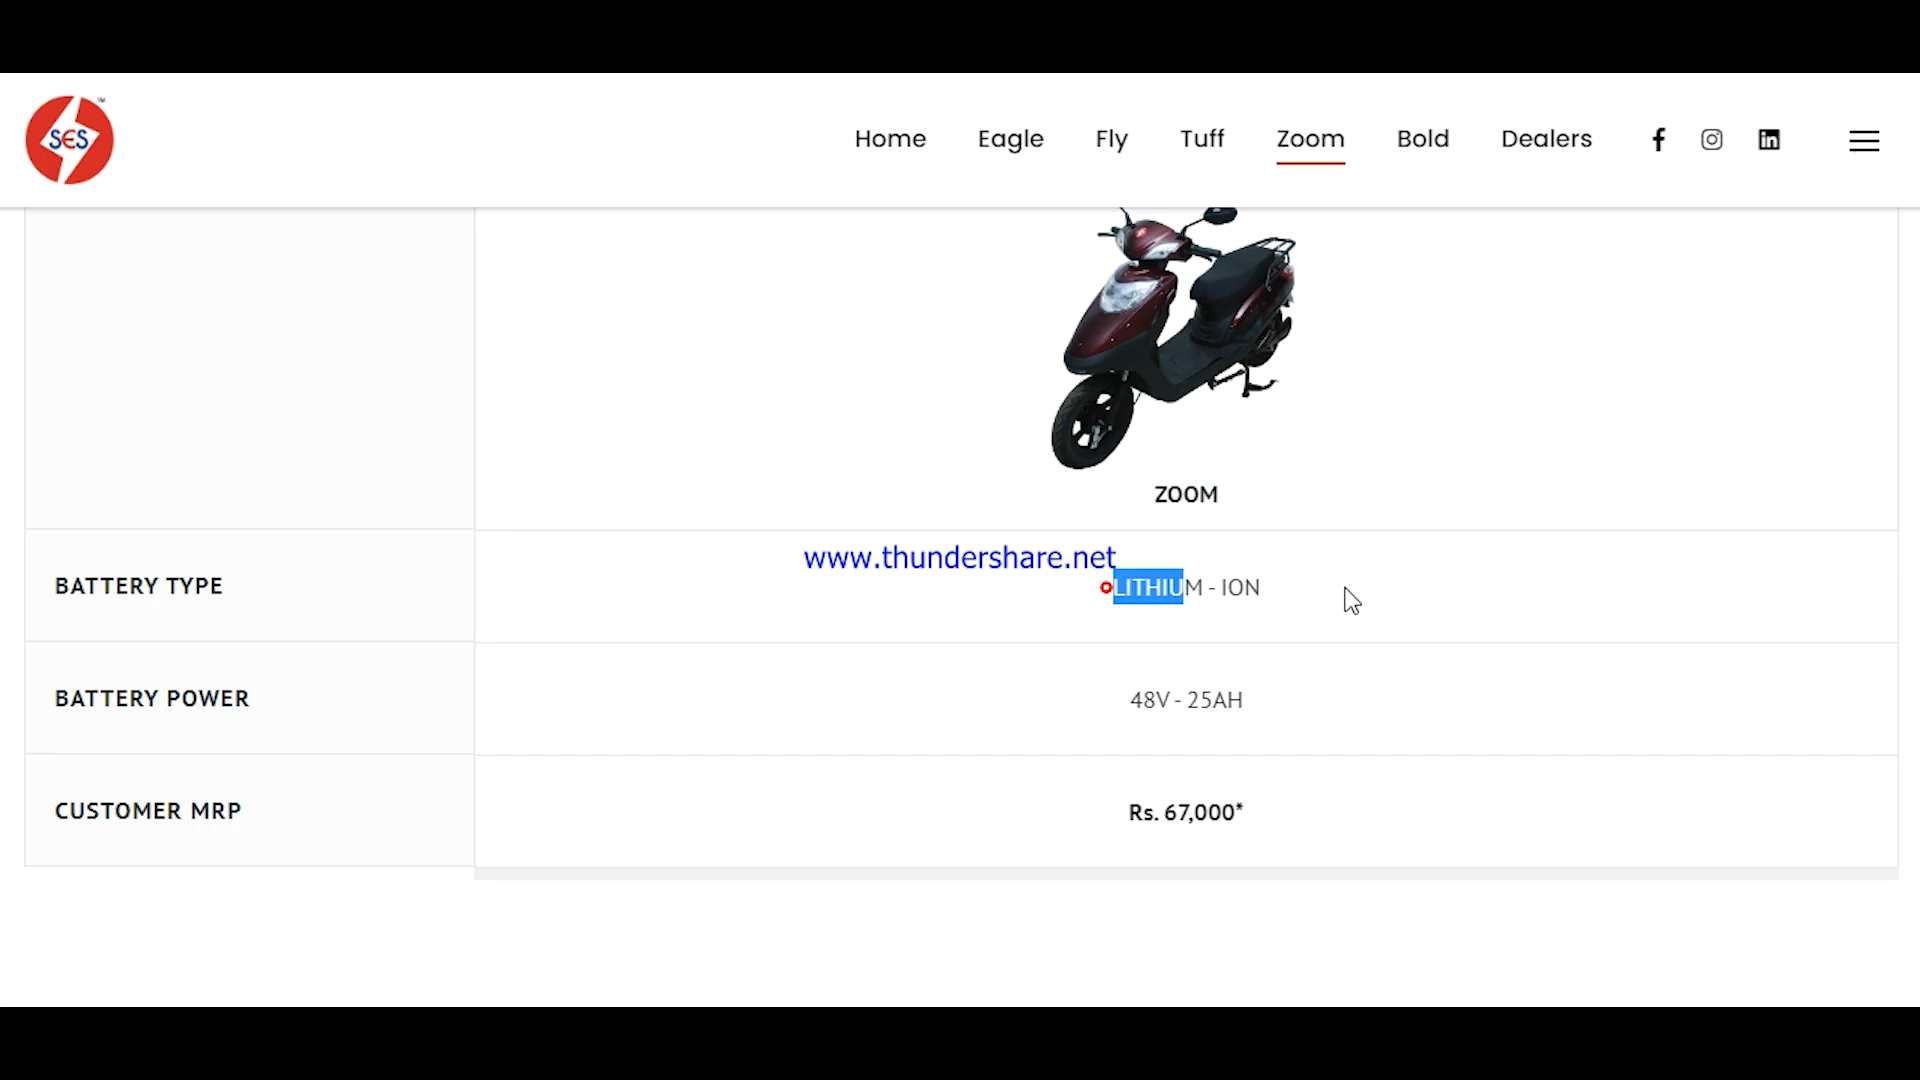 SES
TM
Home Eagle Fly Tuff Zoom Bold Dealers
ZOOM
www.thundershare.net
BATTERY TYPE LITHIUM - ION
BATTERY POWER 48V - 25AH
CUSTOMER MRP Rs. 67,000*